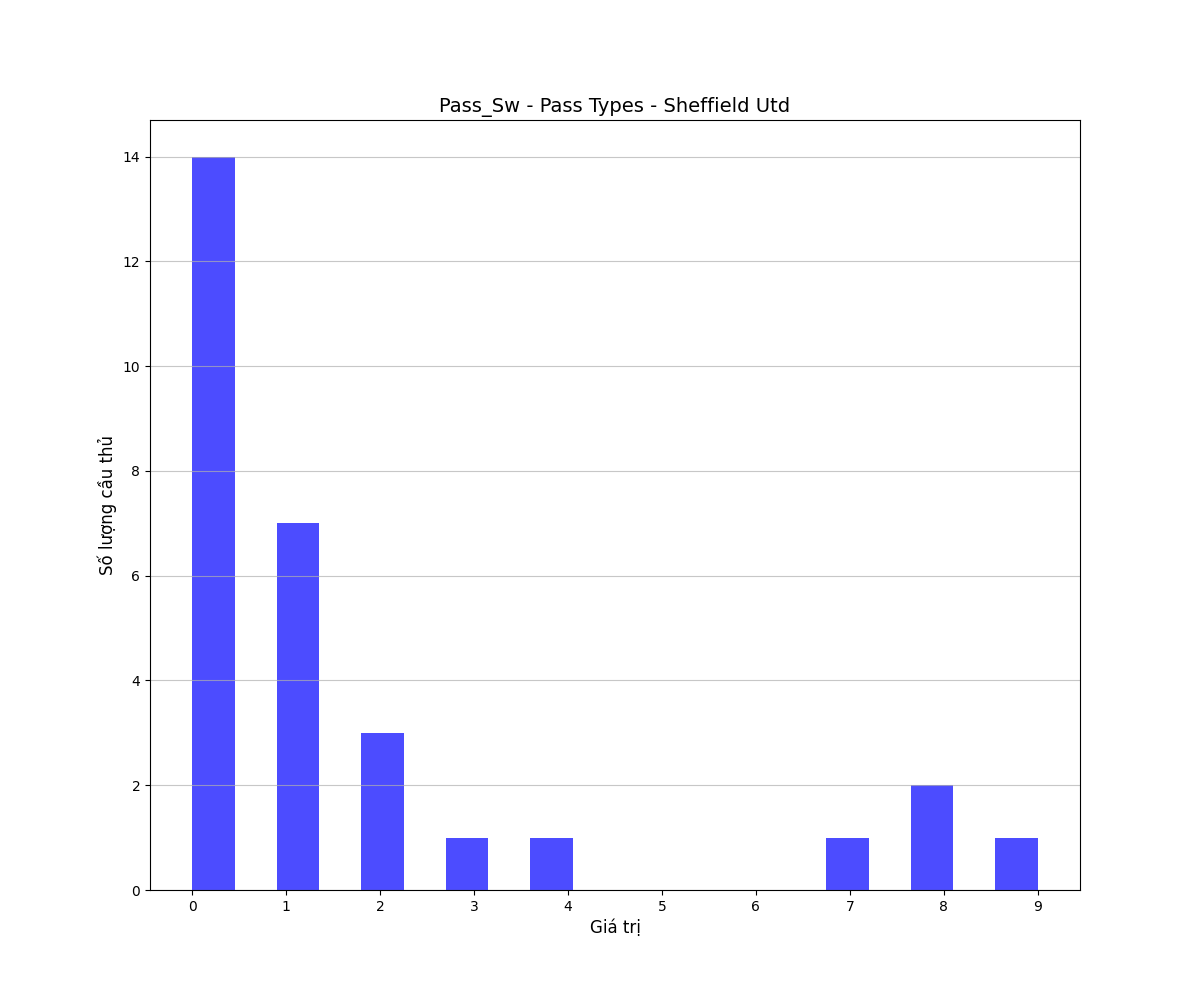 Pass_Sw - Pass Types - Sheffield Utd
Số lượng cầu thủ
14
12
10
8
6
4
2
0
0 1 2 3 4 5 6 7 8 9
Giá trị